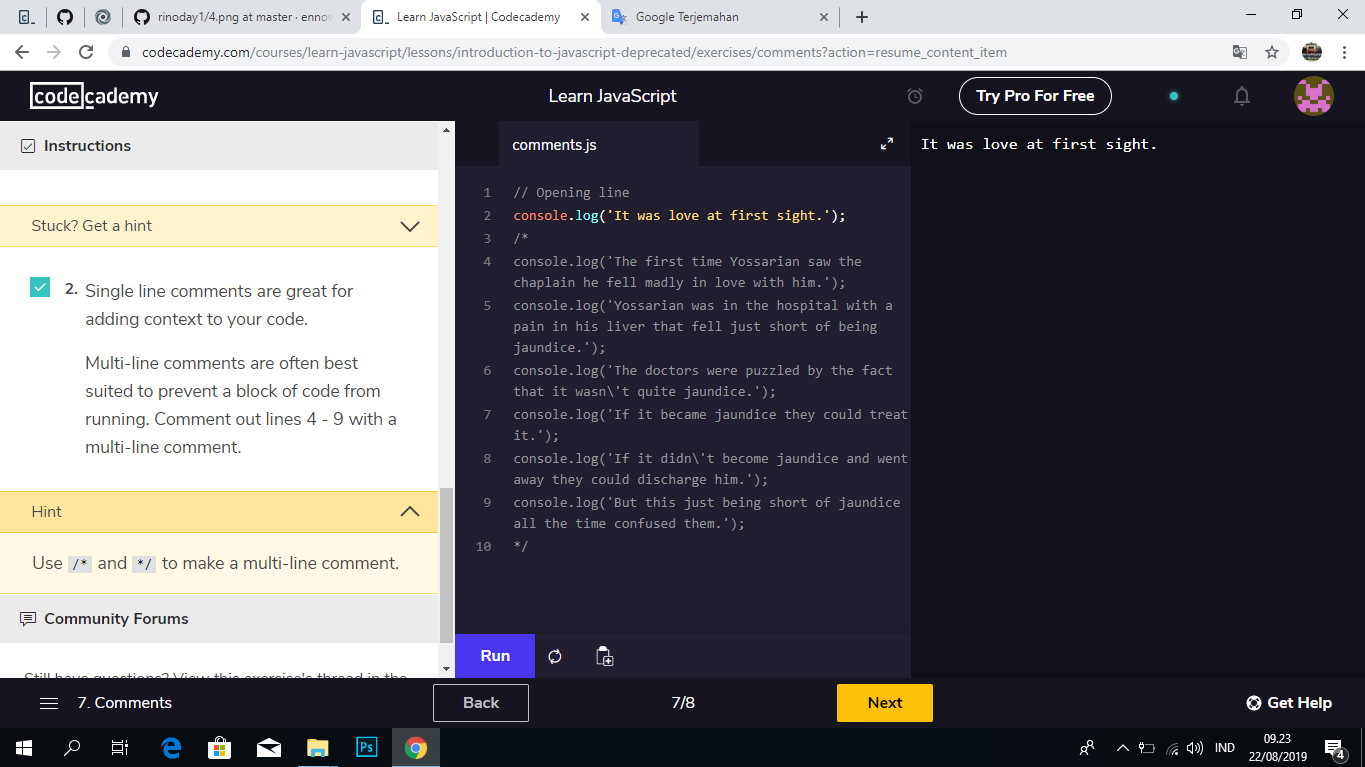 rinoday1/4.png at master · ennov
Learn JavaScript | Codecademy
Google Terjemahan
codecademy.com/courses/learn-javascript/lessons/introduction-to-javascript-deprecated/exercises/comments?action=resume_content_item
codecademy
Learn JavaScript
Try Pro For Free
Instructions
Stuck? Get a hint
2. Single line comments are great for
adding context to your code.
Multi-line comments are often best
suited to prevent a block of code from
running. Comment out lines 4 - 9 with a
multi-line comment.
Hint
Use /* and */ to make a multi-line comment.
Community Forums
Still have questions? View this exercise's thread in the
comments.js
1 // Opening line
2 console.log('It was love at first sight.');
3 /*
4 console.log('The first time Yossarian saw the
chaplain he fell madly in love with him.');
5 console.log('Yossarian was in the hospital with a
pain in his liver that fell just short of being
jaundice.');
6 console.log('The doctors were puzzled by the fact
that it wasn\'t quite jaundice.');
7 console.log('If it became jaundice they could treat
it.');
8 console.log('If it didn\'t become jaundice and went
away they could discharge him.');
9 console.log('But this just being short of jaundice
all the time confused them.');
10 */
Run
It was love at first sight.
7. Comments
Back
7/8
Next
Get Help
Ps
IND
09.23
22/08/2019
4